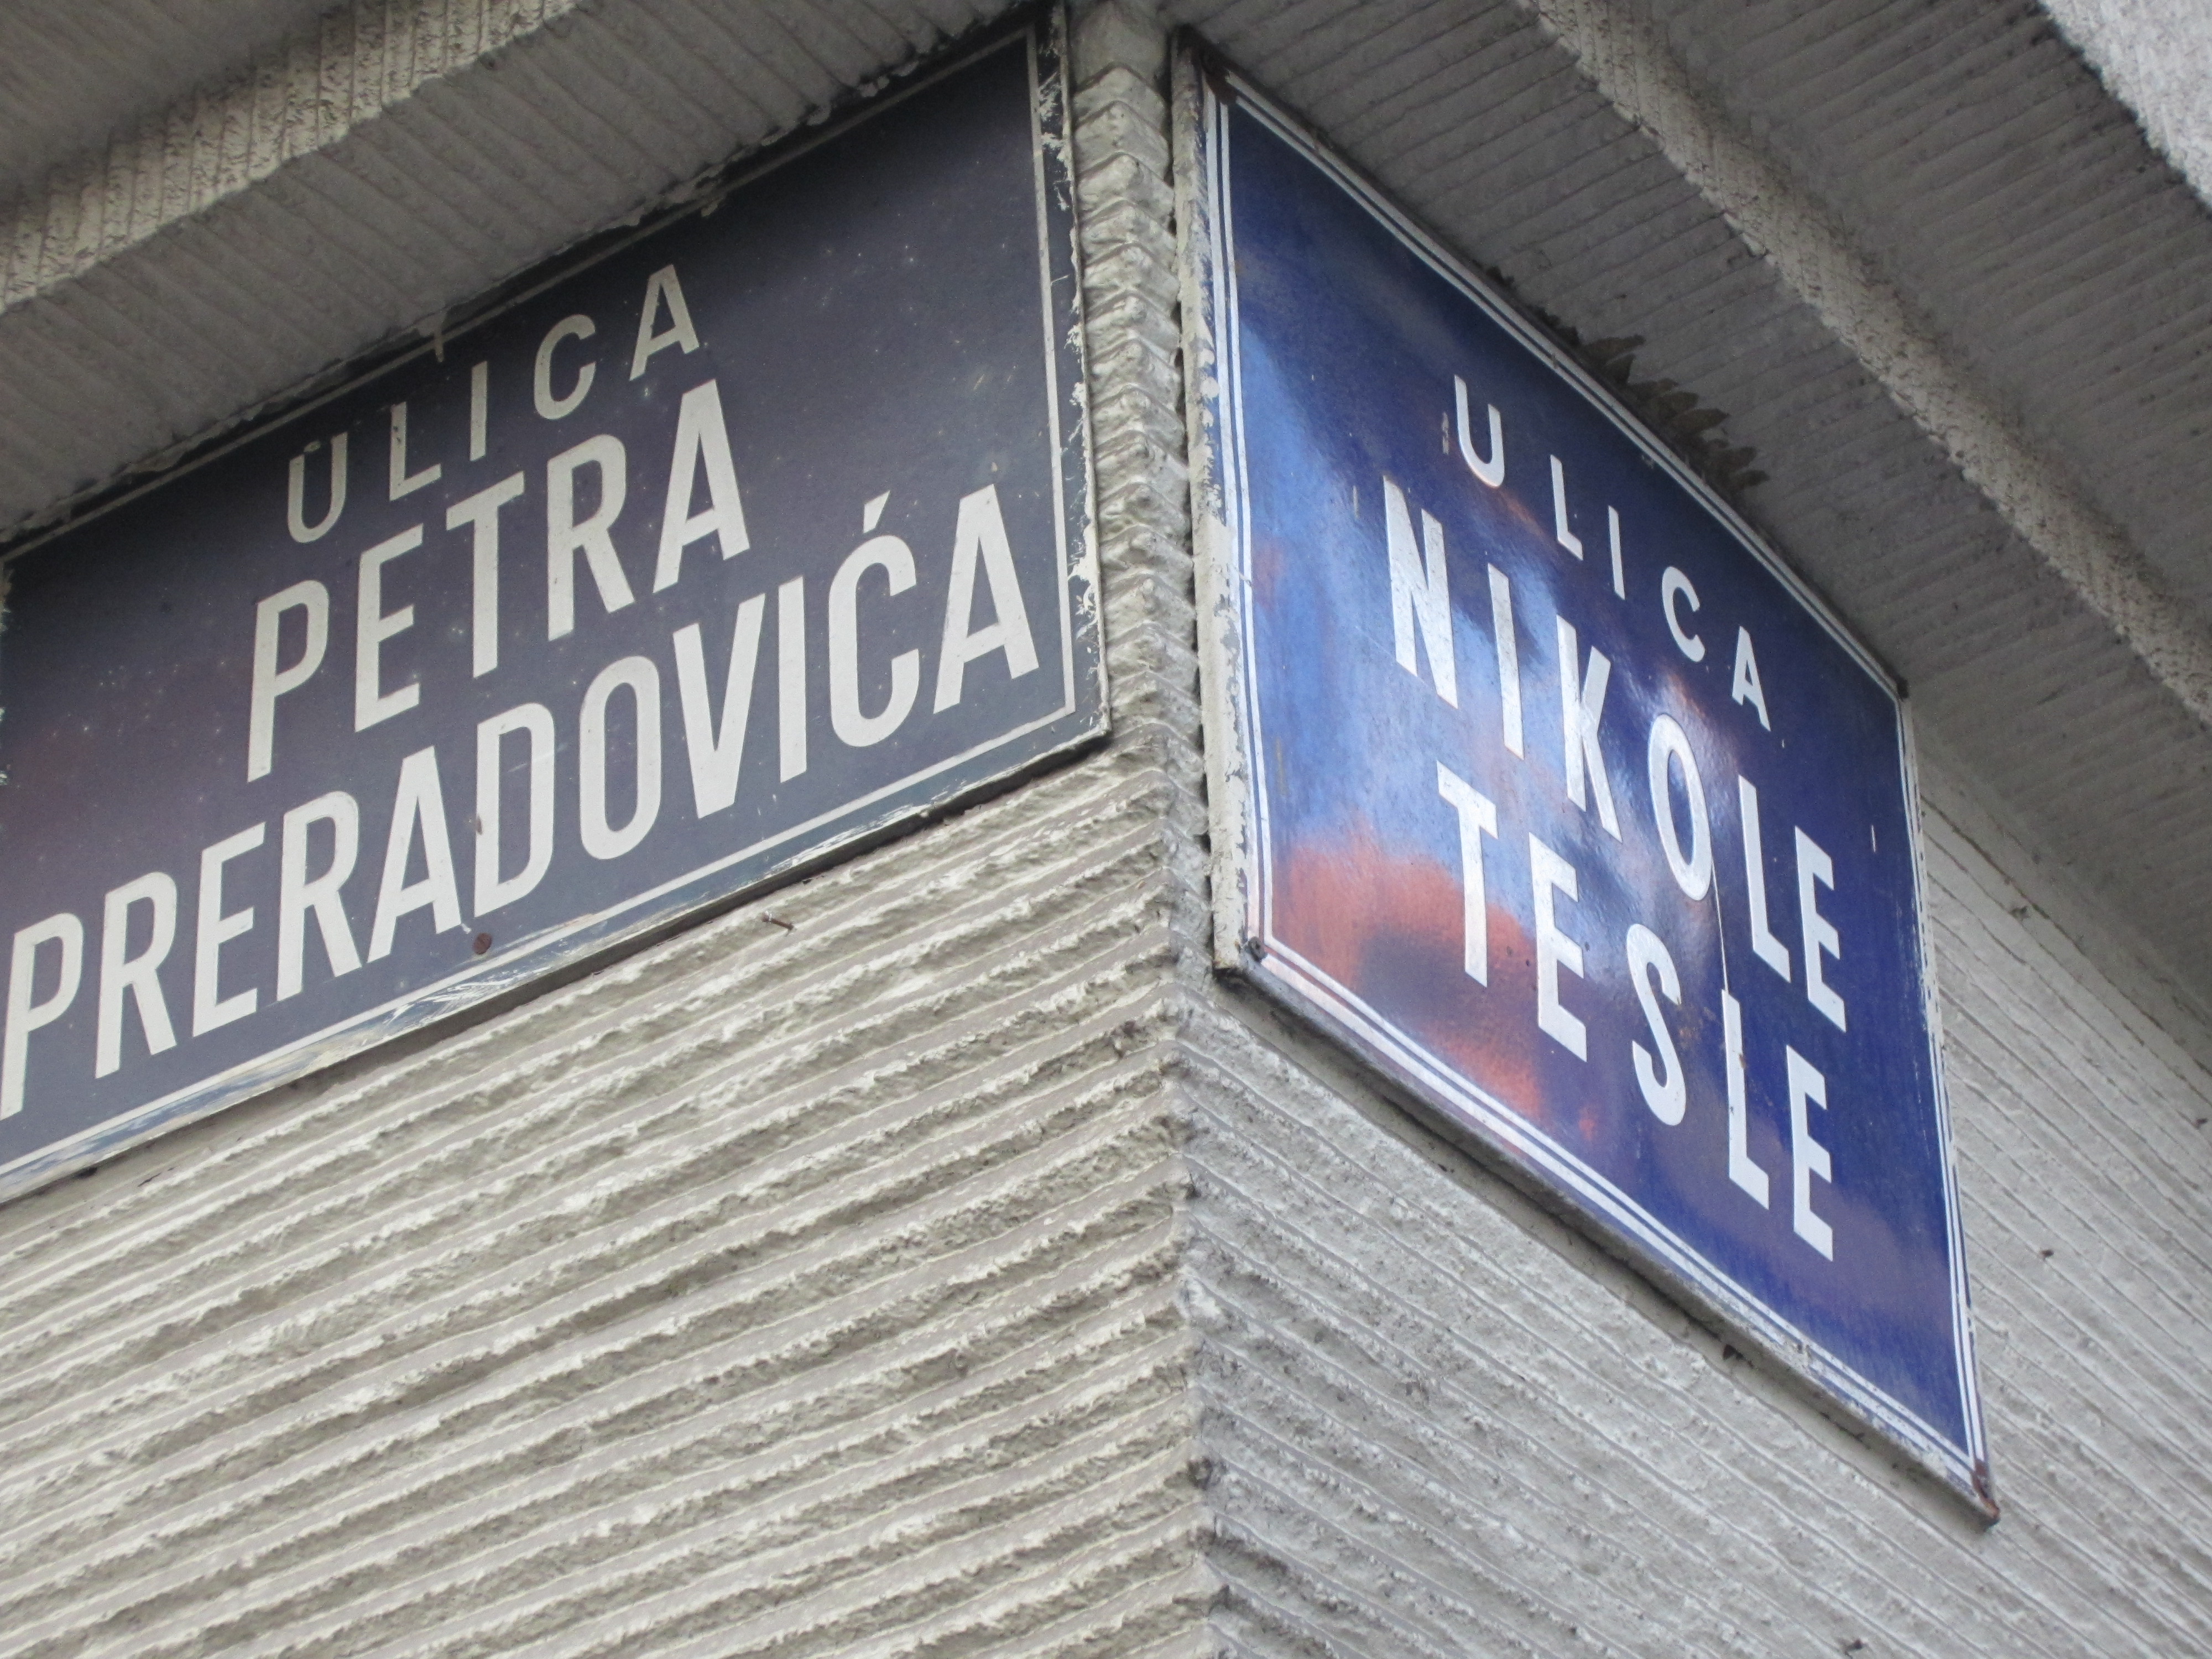 ULICA
PETRA
PRERADOVIĆA
ULICA
NIKOLE
TESLE